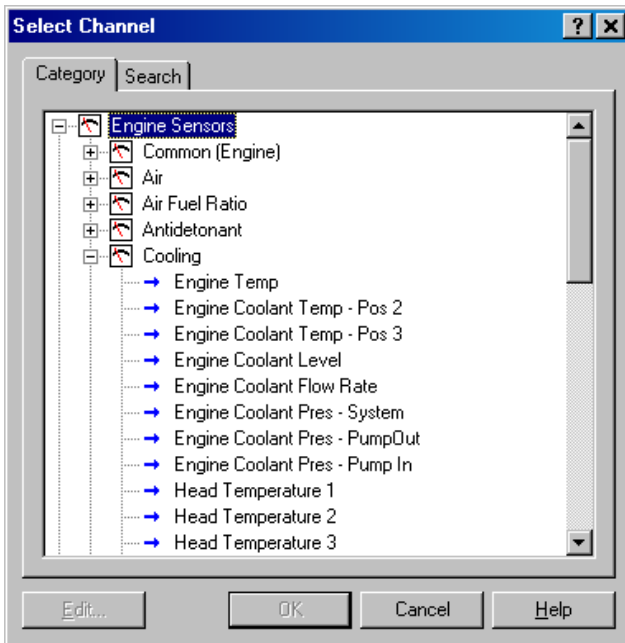 Select Channel
Category Search
Engine Sensors
Common (Engine)
Air
Air Fuel Ratio
Antidetonant
Cooling
Engine Temp
Engine Coolant Temp - Pos 2
Engine Coolant Temp - Pos 3
Engine Coolant Level
Engine Coolant Flow Rate
Engine Coolant Pres - System
Engine Coolant Pres - PumpOut
Engine Coolant Pres - Pump In
Head Temperature 1
Head Temperature 2
Head Temperature 3
Edit... OK Cancel Help